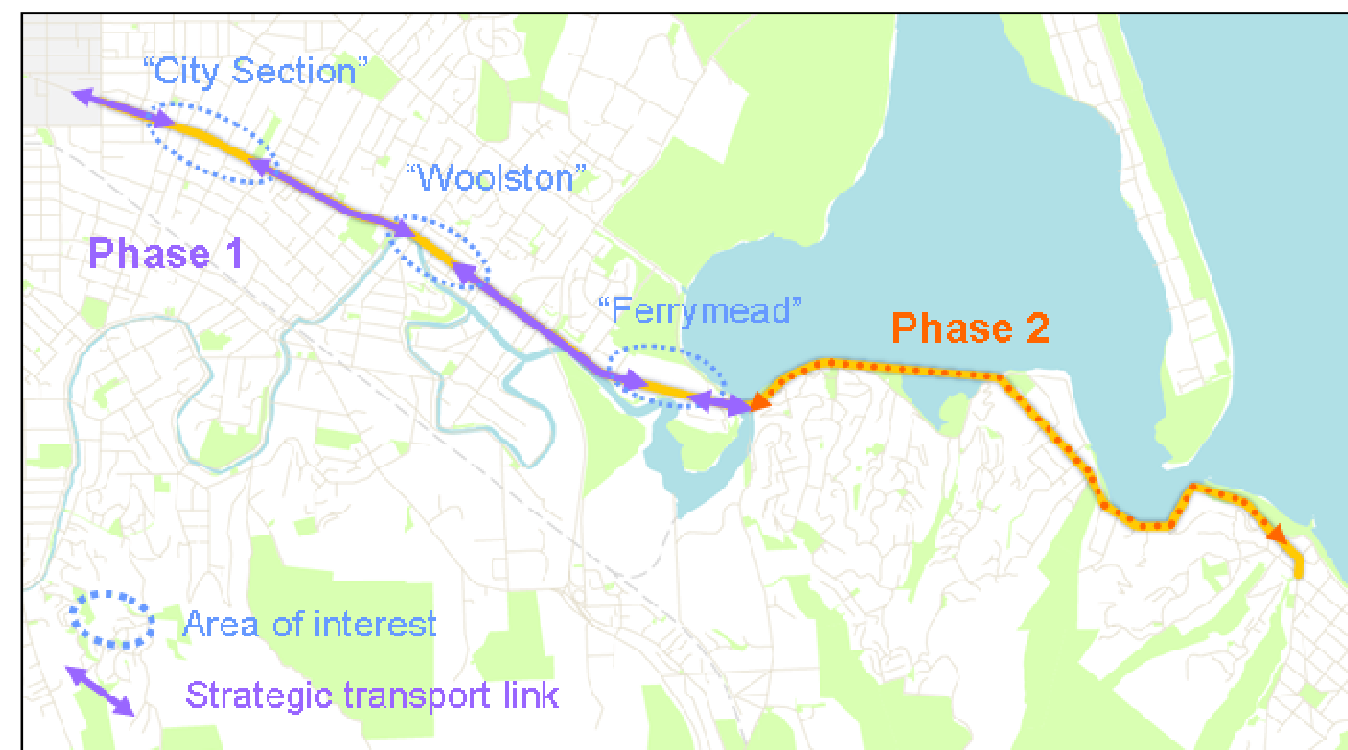 “City Section”
“Woolston”
Phase 1
“Ferrymead”
Phase 2
Area of interest
Strategic transport link